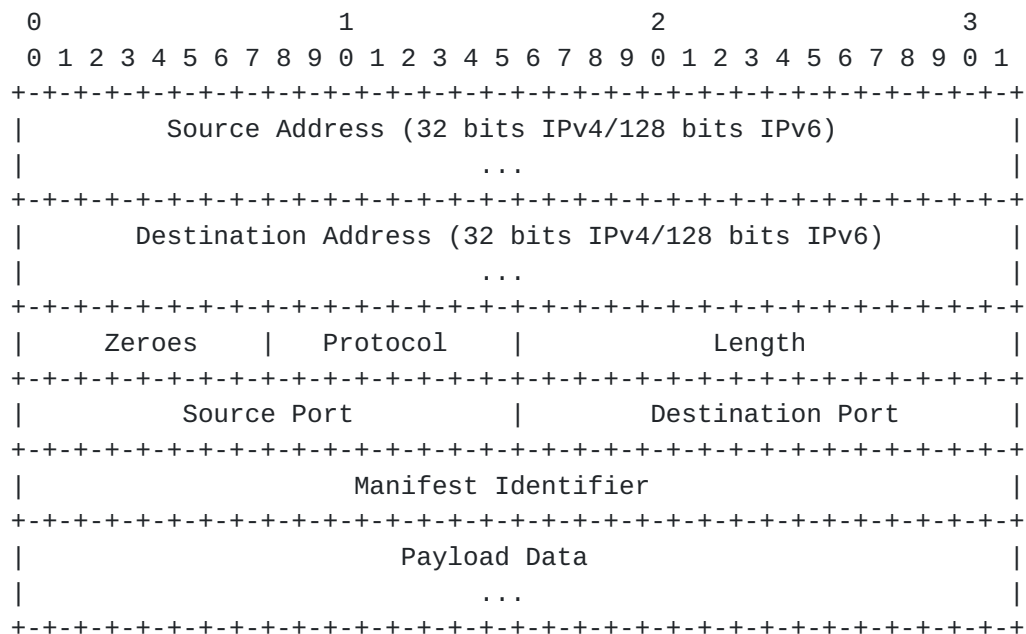 0                   1                   2                   3
 0 1 2 3 4 5 6 7 8 9 0 1 2 3 4 5 6 7 8 9 0 1 2 3 4 5 6 7 8 9 0 1
+-+-+-+-+-+-+-+-+-+-+-+-+-+-+-+-+-+-+-+-+-+-+-+-+-+-+-+-+-+-+-+-+
|         Source Address (32 bits IPv4/128 bits IPv6)           |
|                             ...                               |
+-+-+-+-+-+-+-+-+-+-+-+-+-+-+-+-+-+-+-+-+-+-+-+-+-+-+-+-+-+-+-+-+
|       Destination Address (32 bits IPv4/128 bits IPv6)        |
|                             ...                               |
+-+-+-+-+-+-+-+-+-+-+-+-+-+-+-+-+-+-+-+-+-+-+-+-+-+-+-+-+-+-+-+-+
|     Zeroes    |   Protocol    |            Length             |
+-+-+-+-+-+-+-+-+-+-+-+-+-+-+-+-+-+-+-+-+-+-+-+-+-+-+-+-+-+-+-+-+
|          Source Port          |        Destination Port       |
+-+-+-+-+-+-+-+-+-+-+-+-+-+-+-+-+-+-+-+-+-+-+-+-+-+-+-+-+-+-+-+-+
|                     Manifest Identifier                       |
+-+-+-+-+-+-+-+-+-+-+-+-+-+-+-+-+-+-+-+-+-+-+-+-+-+-+-+-+-+-+-+-+
|                        Payload Data                           |
|                             ...                               |
+-+-+-+-+-+-+-+-+-+-+-+-+-+-+-+-+-+-+-+-+-+-+-+-+-+-+-+-+-+-+-+-+